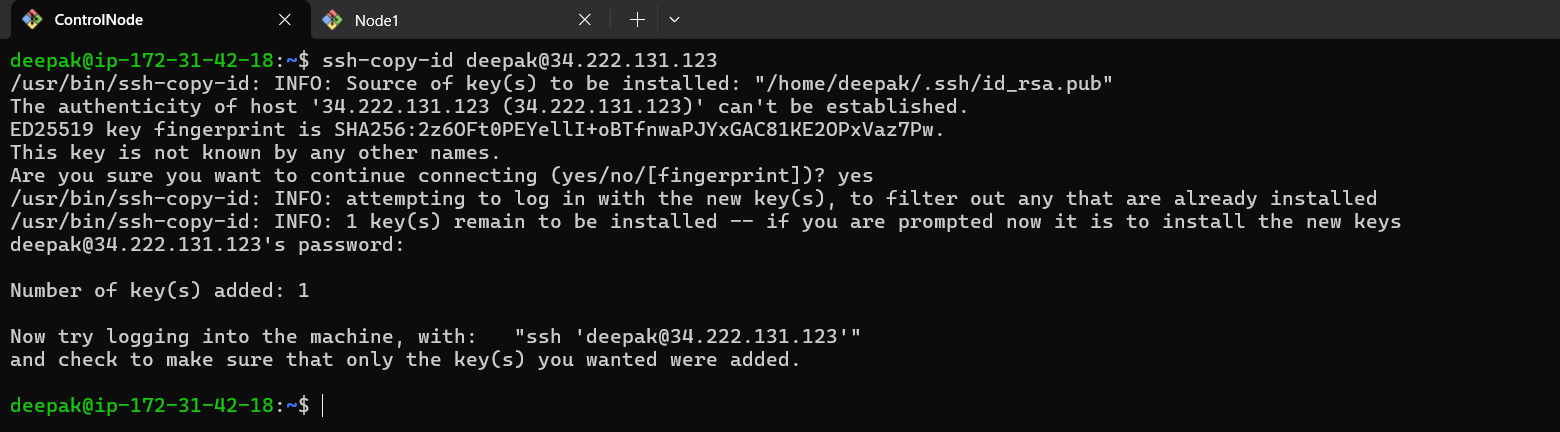 ControlNode
Node1
deepak@ip-172-31-42-18:~$ ssh-copy-id deepak@34.222.131.123
/usr/bin/ssh-copy-id: INFO: Source of key(s) to be installed: "/home/deepak/.ssh/id_rsa.pub"
The authenticity of host '34.222.131.123 (34.222.131.123)' can't be established.
ED25519 key fingerprint is SHA256:2z6OFt0PEYellI+oBTfnwaPJYxGAC81KE2OPxVaz7Pw.
This key is not known by any other names.
Are you sure you want to continue connecting (yes/no/[fingerprint])? yes
/usr/bin/ssh-copy-id: INFO: attempting to log in with the new key(s), to filter out any that are already installed
/usr/bin/ssh-copy-id: INFO: 1 key(s) remain to be installed -- if you are prompted now it is to install the new keys
deepak@34.222.131.123's password:
Number of key(s) added: 1
Now try logging into the machine, with:   "ssh 'deepak@34.222.131.123'"
and check to make sure that only the key(s) you wanted were added.
deepak@ip-172-31-42-18:~$